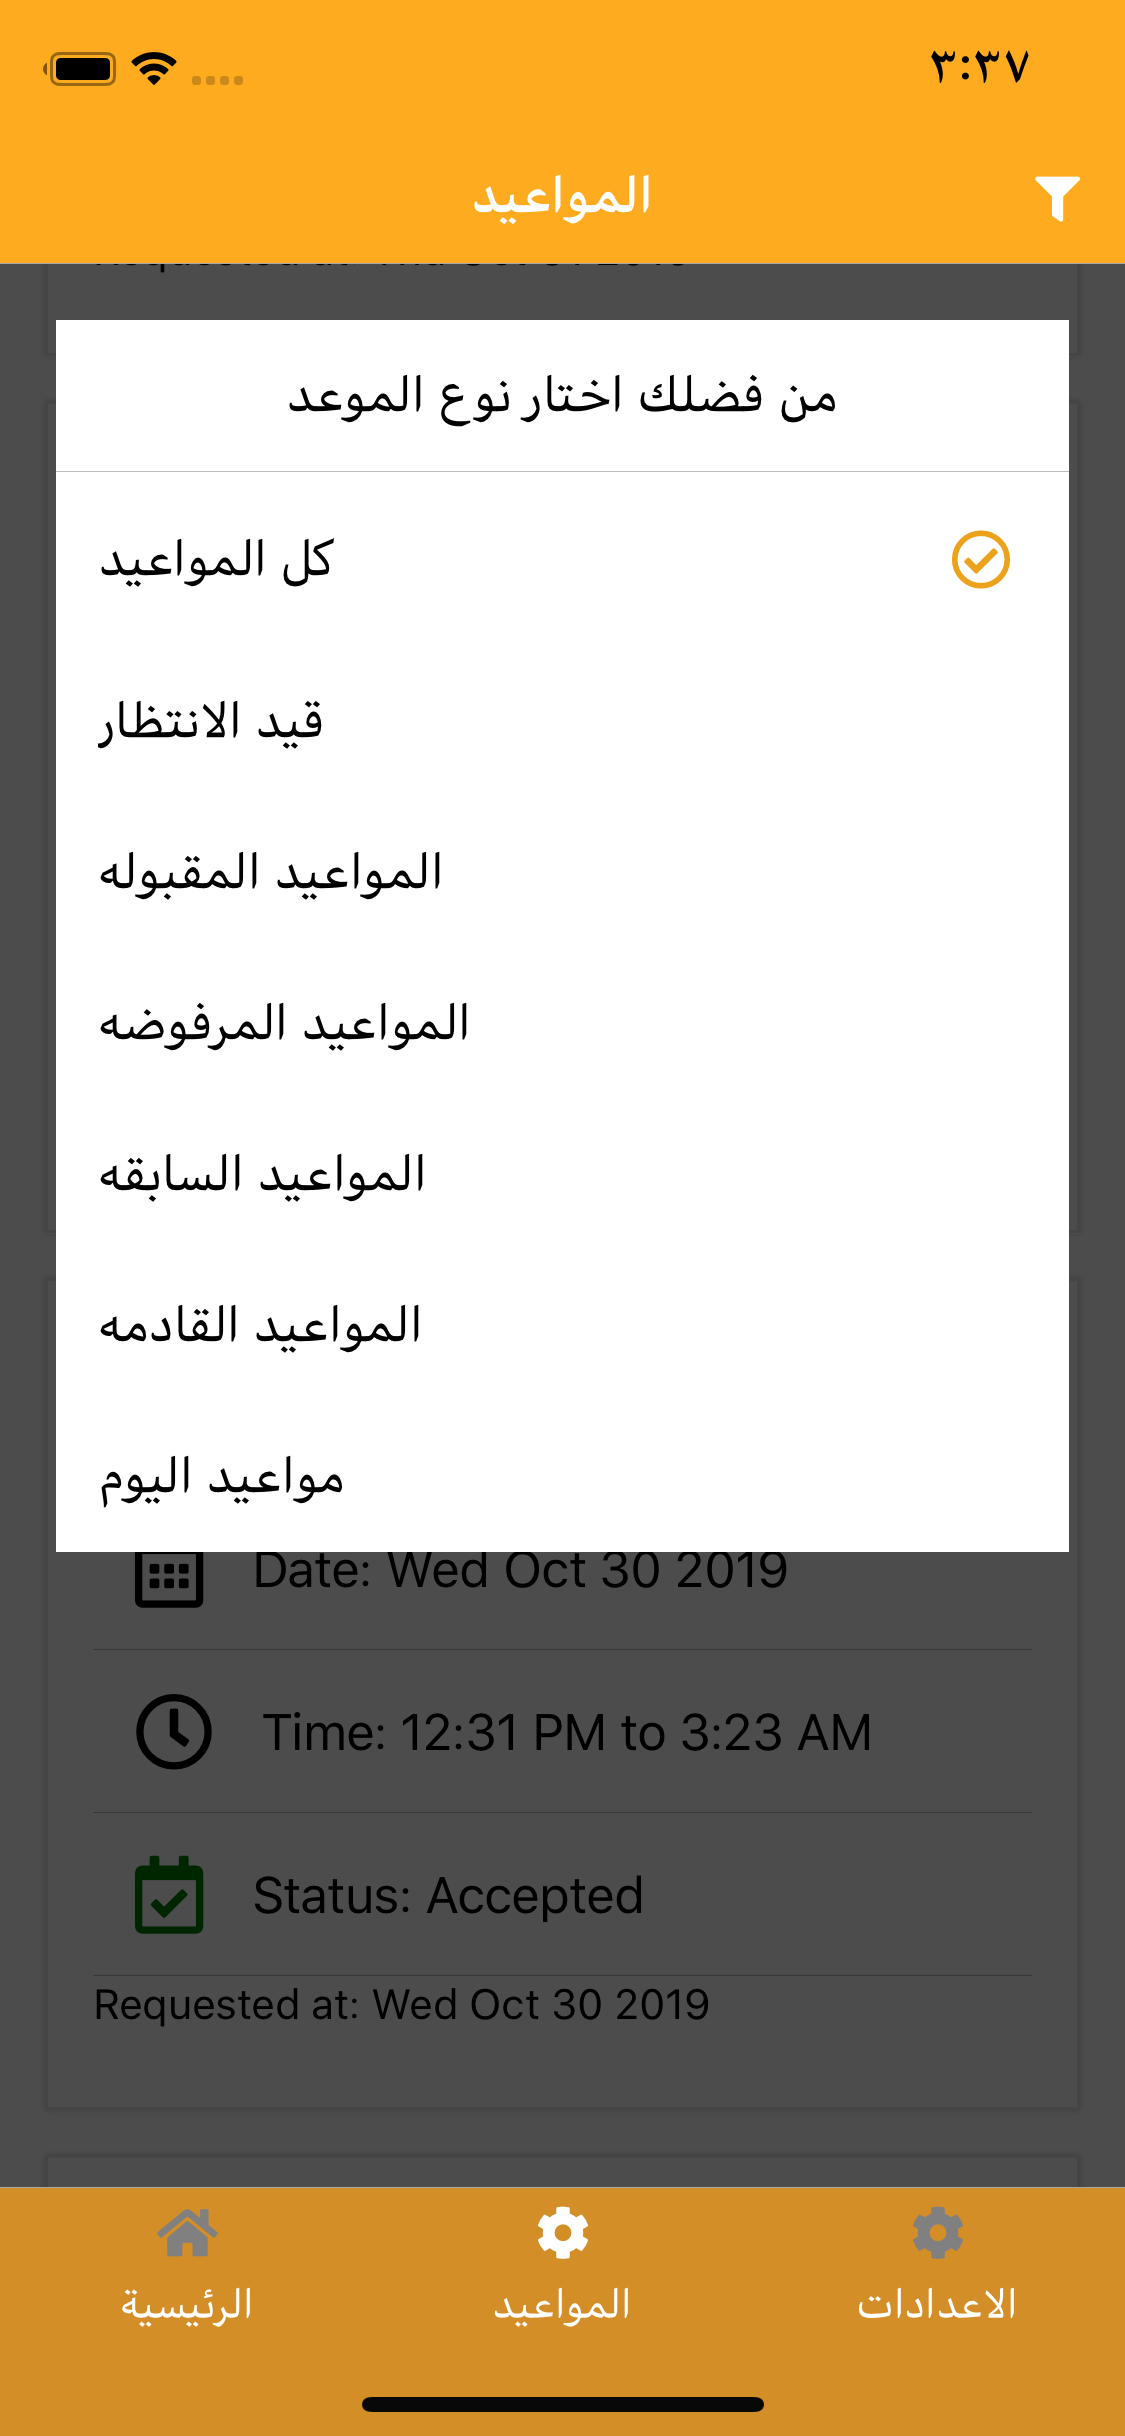 ٣:٣٧
المواعيد
من فضلك اختار نوع الموعد
كل المواعيد
قيد الانتظار
المواعيد المقبوله
المواعيد المرفوضه
المواعيد السابقه
المواعيد القادمه
مواعيد اليوم
Date: Wed Oct 30 2019
Time: 12:31 PM to 3:23 AM
Status: Accepted
Requested at: Wed Oct 30 2019
الرئيسية
المواعيد
الاعدادات